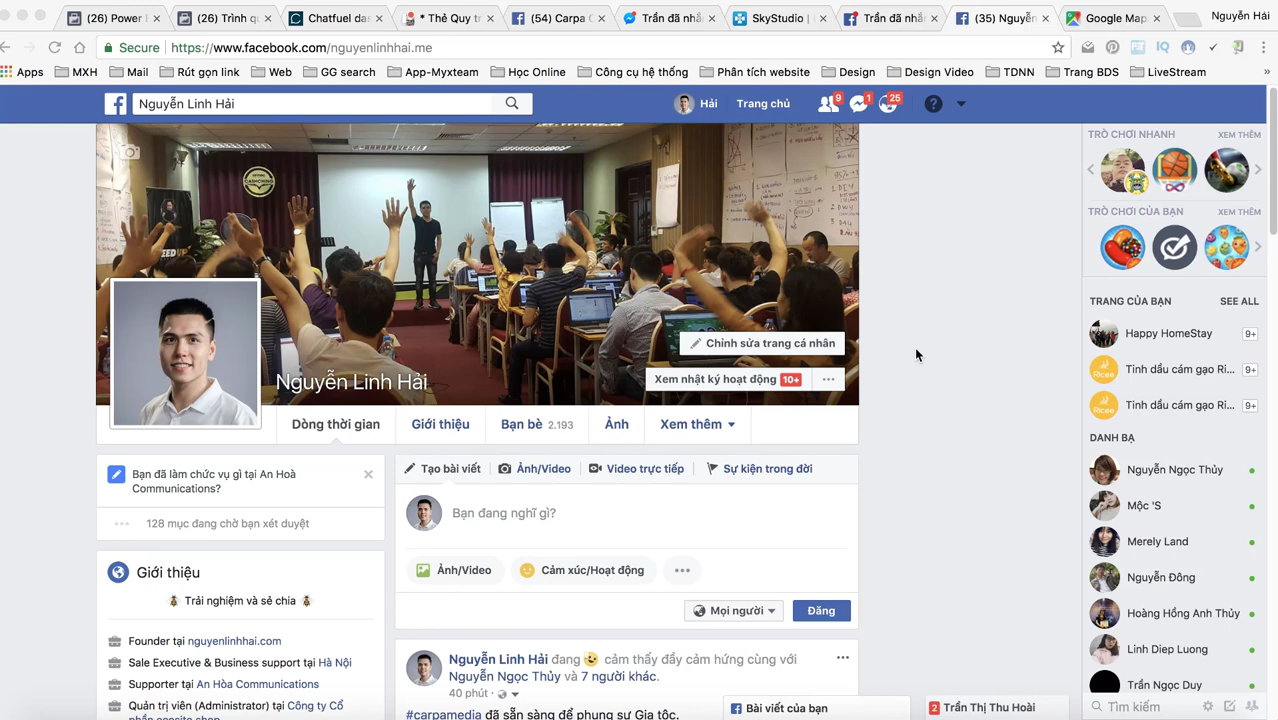 (26) Power
(26) Trình qu
Chatfuel das
* Thẻ Quy tr
(54) Carpa C
Trần đã nhắ
SkyStudio |
Trần đã nhắ
(35) Nguyễn
Google Map
Nguyễn Hải
Secure https://www.facebook.com/nguyenlinhhai.me
Apps MXH Mail Rút gọn link Web GG search App-Myxteam Học Online Công cụ hệ thống Phân tích website Design Design Video TDNN Trang BDS LiveStream »
Nguyễn Linh Hải
Hải Trang chủ 9 1 25
Nguyễn Linh Hải
Chỉnh sửa trang cá nhân
Xem nhật ký hoạt động 10+
Dòng thời gian Giới thiệu Bạn bè 2.193 Ảnh Xem thêm
Bạn đã làm chức vụ gì tại An Hoà
Communications?
128 mục đang chờ bạn xét duyệt
Giới thiệu
Trải nghiệm và sẻ chia
Founder tại nguyenlinhhai.com
Sale Executive & Business support tại Hà Nội
Supporter tại An Hòa Communications
Quản trị viên (Administrator) tại Công ty Cổ
phần ecosite shop
Tạo bài viết Ảnh/Video Video trực tiếp Sự kiện trong đời
Bạn đang nghĩ gì?
Ảnh/Video Cảm xúc/Hoạt động
Mọi người Đăng
Nguyễn Linh Hải đang cảm thấy đầy cảm hứng cùng với
Nguyễn Ngọc Thủy và 7 người khác.
40 phút ·
#carpamedia đã sẵn sàng để phụng sự Gia tộc.
TRÒ CHƠI NHANH XEM THÊM
TRÒ CHƠI CỦA BẠN XEM THÊM
TRANG CỦA BẠN SEE ALL
Happy HomeStay 9+
Tinh dầu cám gạo Ri... 9+
Tinh dầu cám gạo Ri... 9+
DANH BẠ
Nguyễn Ngọc Thủy
Mộc 'S
Merely Land
Nguyễn Đông
Hoàng Hồng Anh Thủy
Linh Diep Luong
Trần Ngọc Duy
Tìm kiếm
Bài viết của bạn
2 Trần Thị Thu Hoài